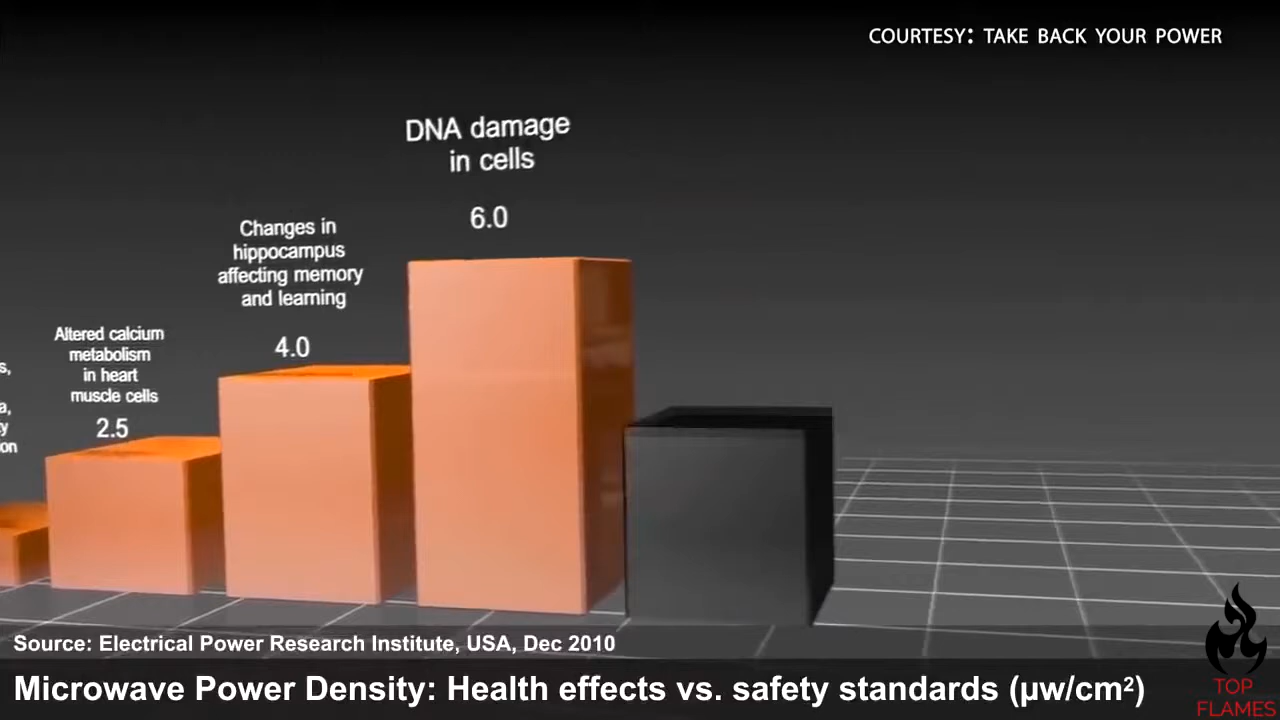 COURTESY: TAKE BACK YOUR POWER
DNA damage
in cells
6.0
Changes in
hippocampus
affecting memory
and learning
4.0
Altered calcium
metabolism
in heart
muscle cells
2.5
Source: Electrical Power Research Institute, USA, Dec 2010
Microwave Power Density: Health effects vs. safety standards (µw/cm²)
TOP
FLAMES